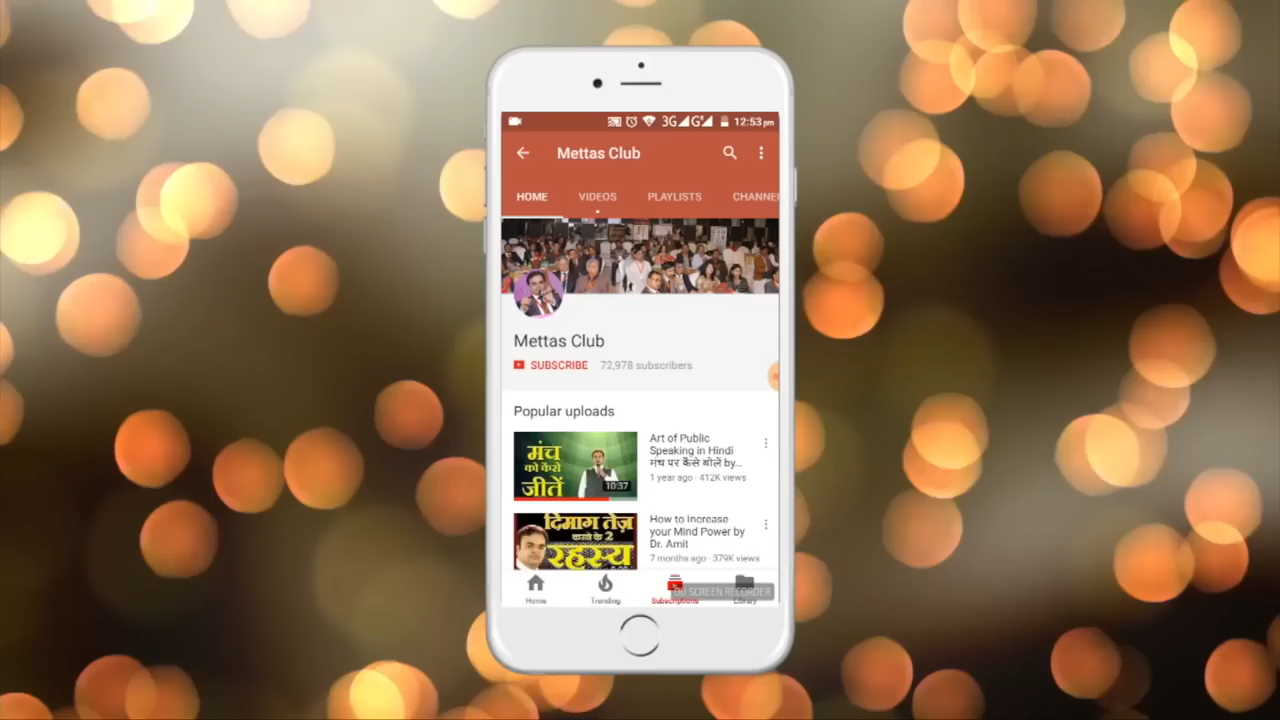 3G G 12:53 pm
Mettas Club
HOME VIDEOS PLAYLISTS CHANNE
Mettas Club
SUBSCRIBE 72,978 subscribers
Popular uploads
मंच
को कैसे
जीतें
10:37
Art of Public
Speaking in Hindi
मंच पर कैसे बोलें by...
1 year ago · 412K views
दिमाग तेज़
करने के 2
रहस्य
How to Increase
your Mind Power by
Dr. Amit
7 months ago · 379K views
Home Trending Subscriptions Library
DU SCREEN RECORDER